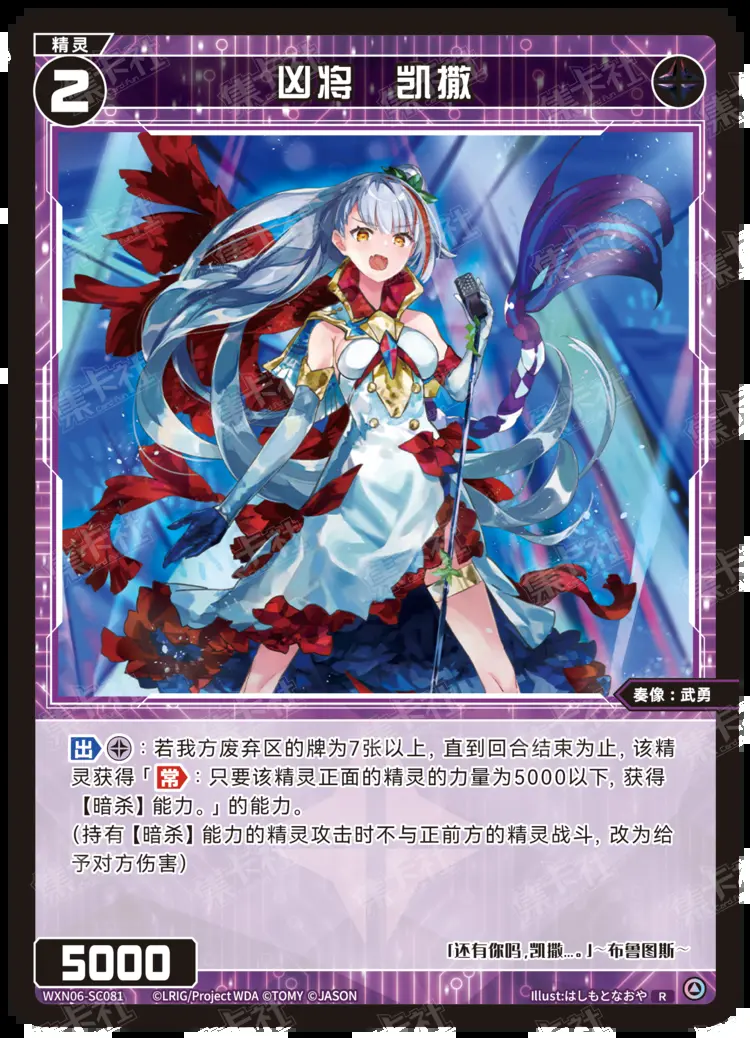 精灵
2
凶将 凯撒
奏像：武勇
出：若我方废弃区的牌为7张以上, 直到回合结束为止, 该精
灵获得「常：只要该精灵正面的精灵的力量为5000以下, 获得
【暗杀】能力。」的能力。
(持有【暗杀】能力的精灵攻击时不与正前方的精灵战斗, 改为给
予对方伤害)
「还有你吗,凯撒…。」~布鲁图斯~
5000
WXN06-SC081 ©LRIG/Project WDA ©TOMY ©JASON
Illust:はしもとなおや R
集卡社